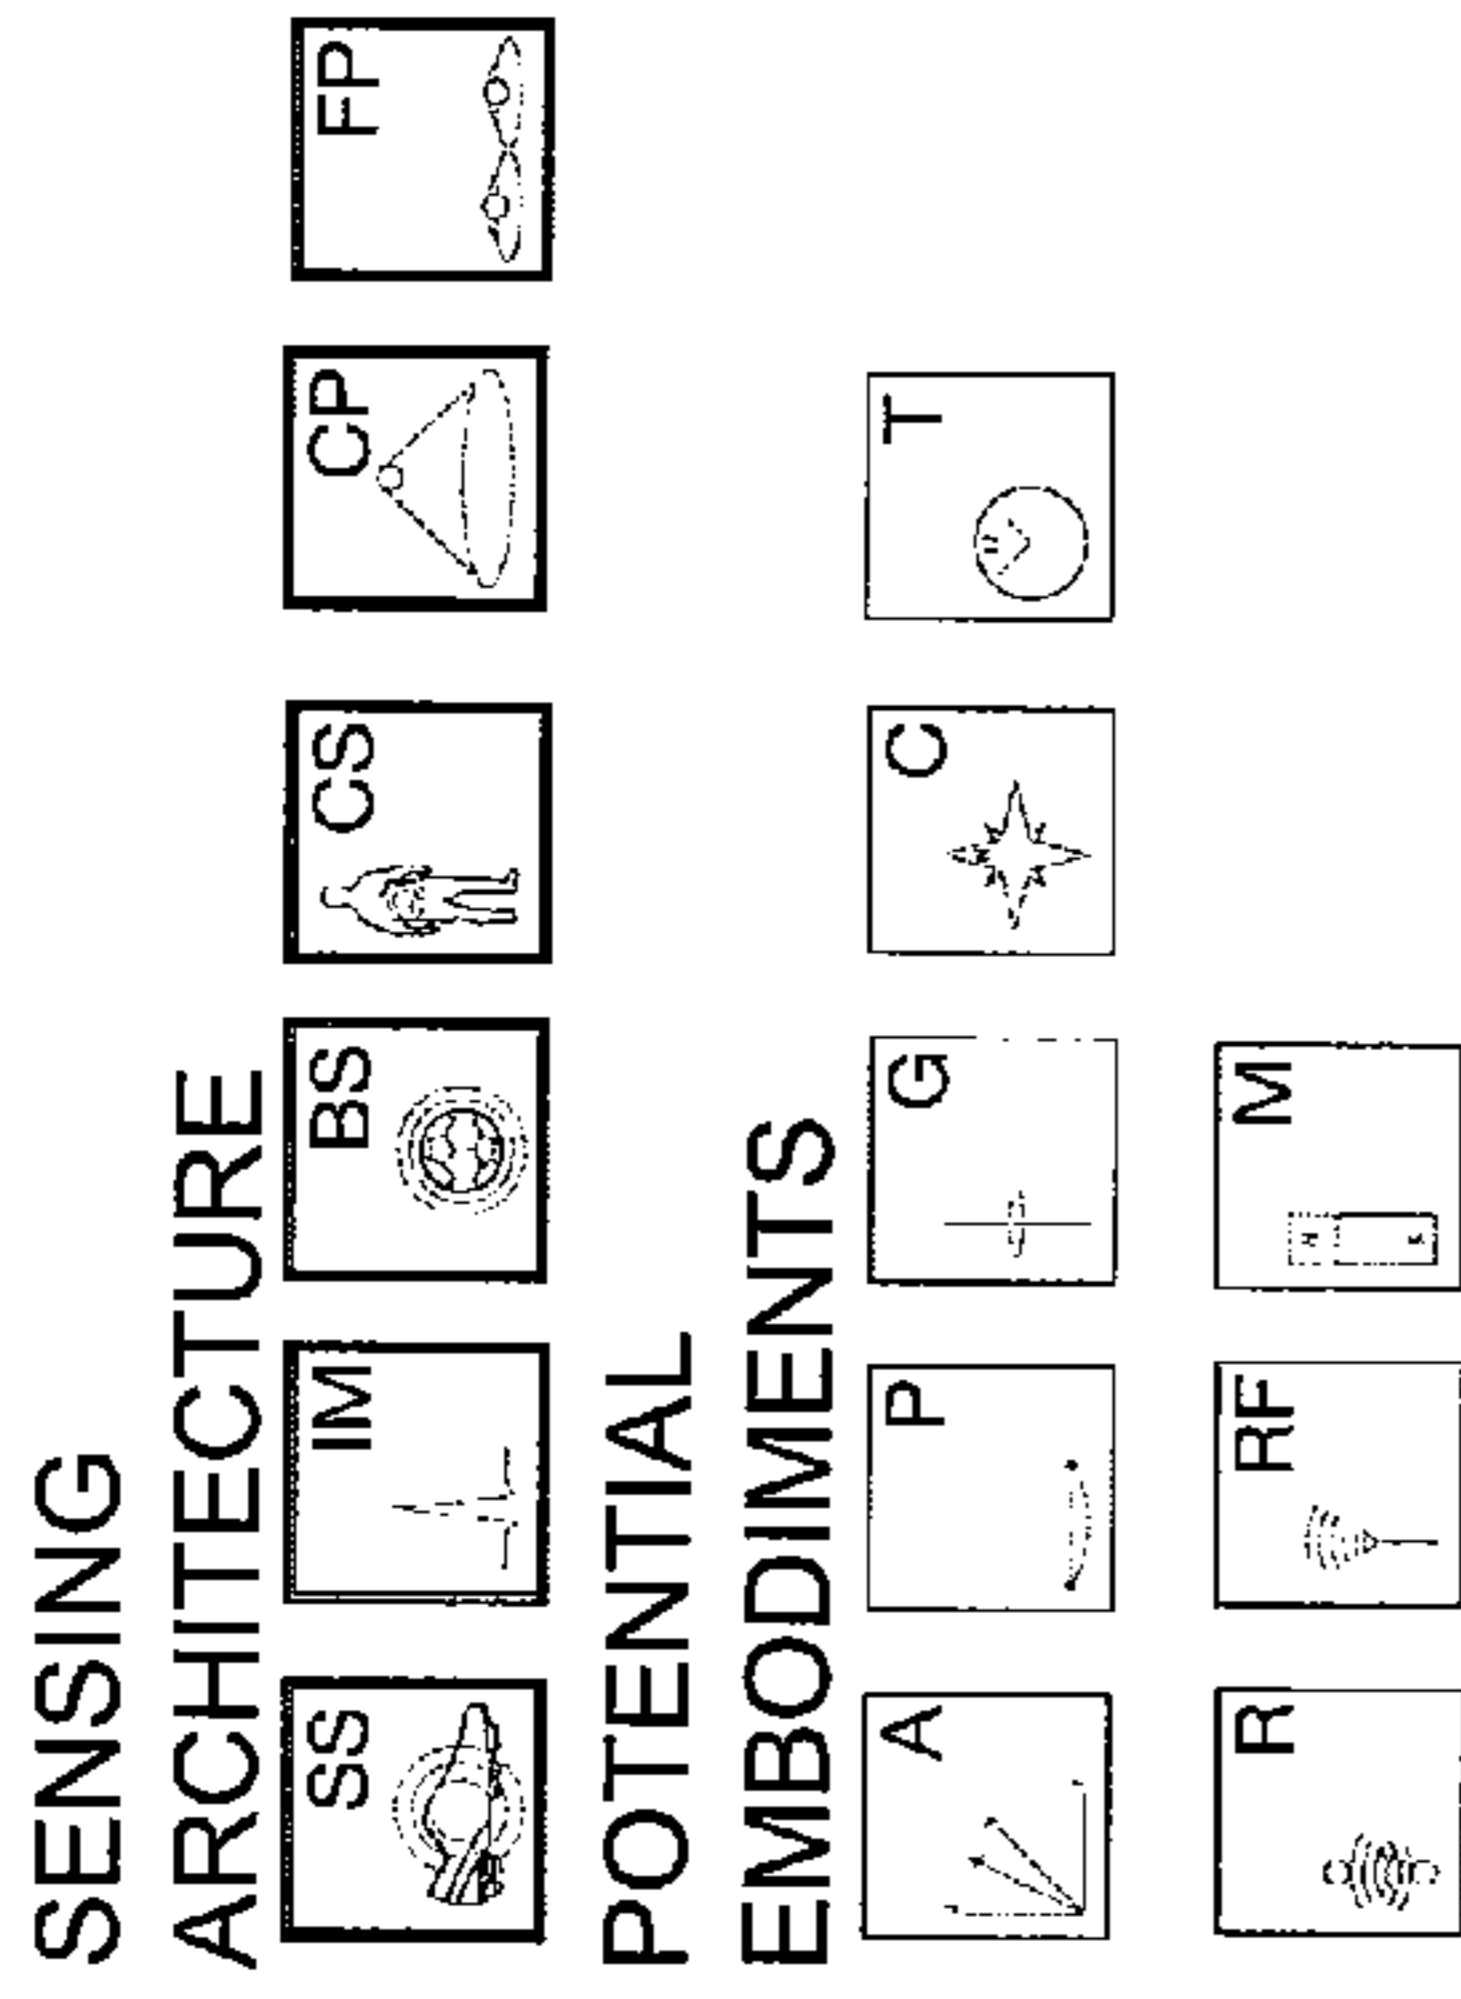 SENSING
ARCHITECTURE
SS IM BS CS CP FP
POTENTIAL
EMBODIMENTS
A P G C T
R RF M